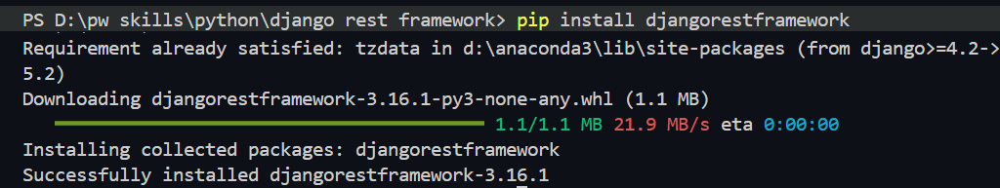 PS D:\pw skills\python\django rest framework> pip install djangorestframework
Requirement already satisfied: tzdata in d:\anaconda3\lib\site-packages (from django>=4.2->
5.2)
Downloading djangorestframework-3.16.1-py3-none-any.whl (1.1 MB)
1.1/1.1 MB 21.9 MB/s eta 0:00:00
Installing collected packages: djangorestframework
Successfully installed djangorestframework-3.16.1